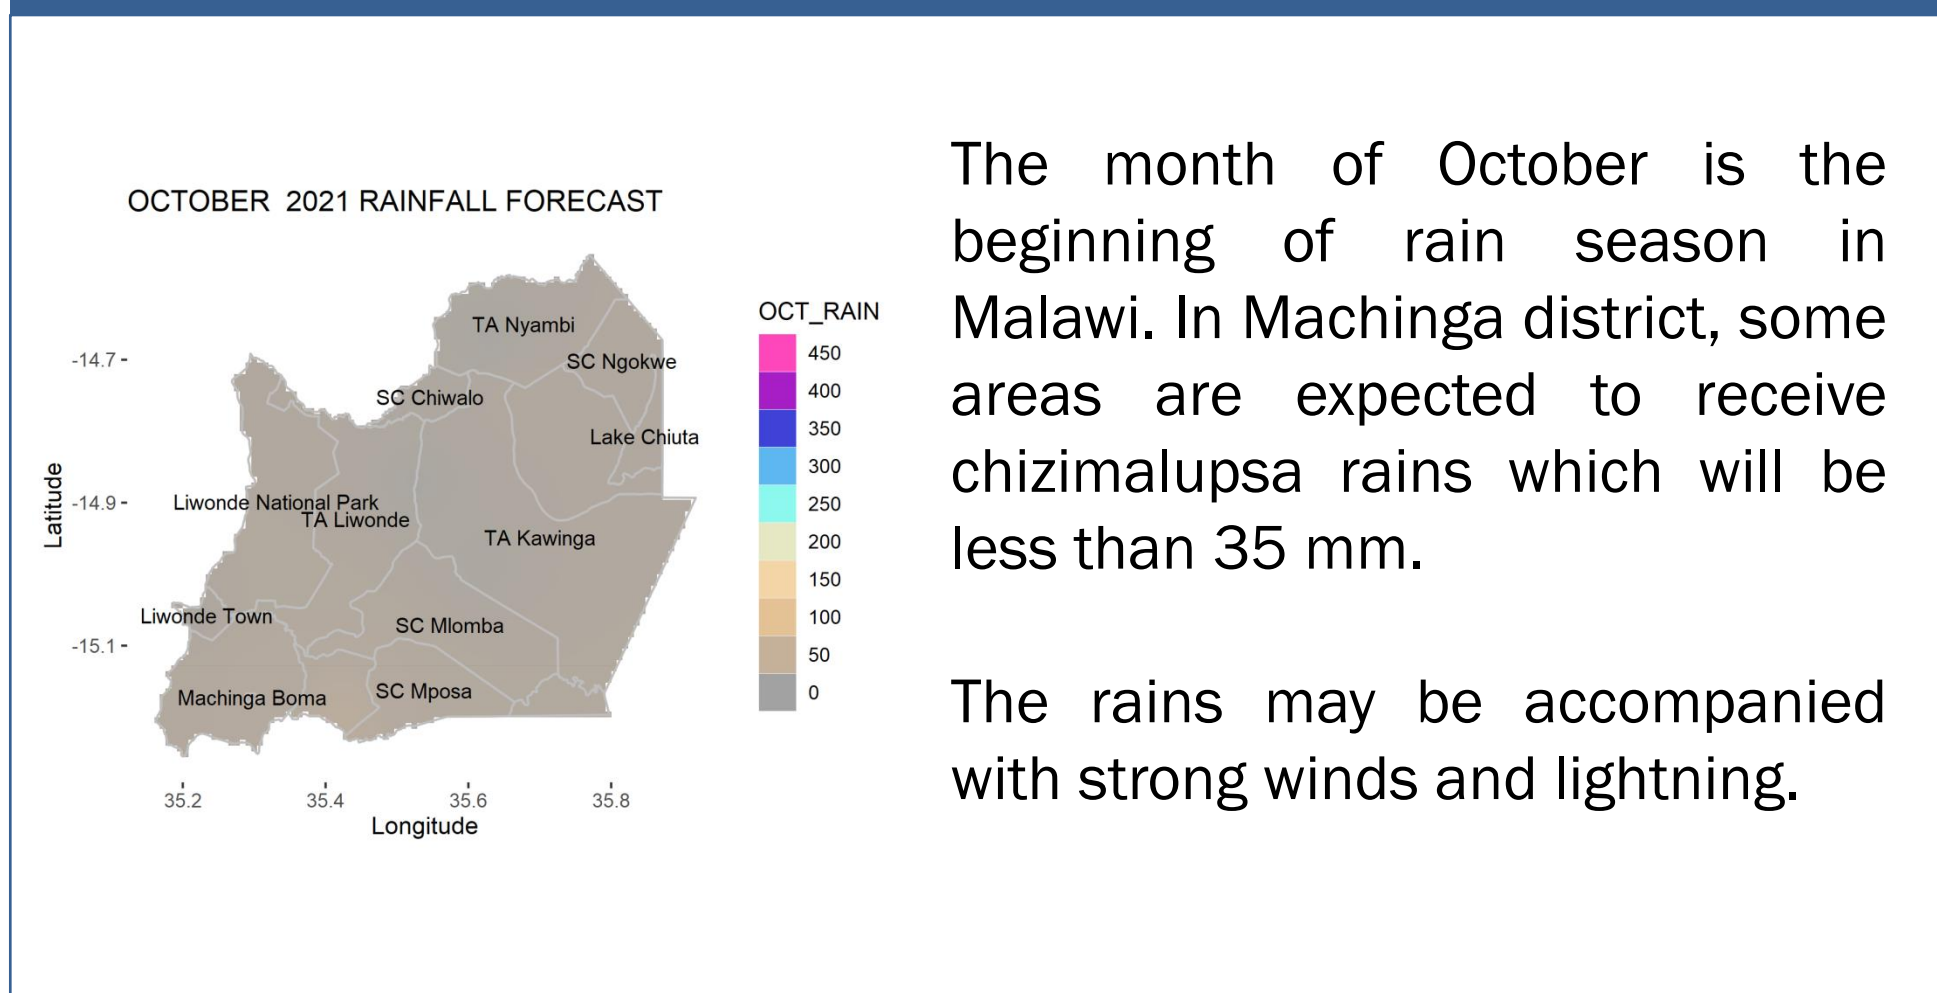 OCTOBER 2021 RAINFALL FORECAST
TA Nyambi
-14.7
SC Ngokwe
SC Chiwalo
Lake Chiuta
Latitude
-14.9
Liwonde National Park
TA Liwonde
TA Kawinga
Liwonde Town
SC Mlomba
-15.1
Machinga Boma
SC Mposa
35.2 35.4 35.6 35.8
Longitude
OCT_RAIN
450
400
350
300
250
200
150
100
50
0
The month of October is the
beginning of rain season in
Malawi. In Machinga district, some
areas are expected to receive
chizimalupsa rains which will be
less than 35 mm.
The rains may be accompanied
with strong winds and lightning.